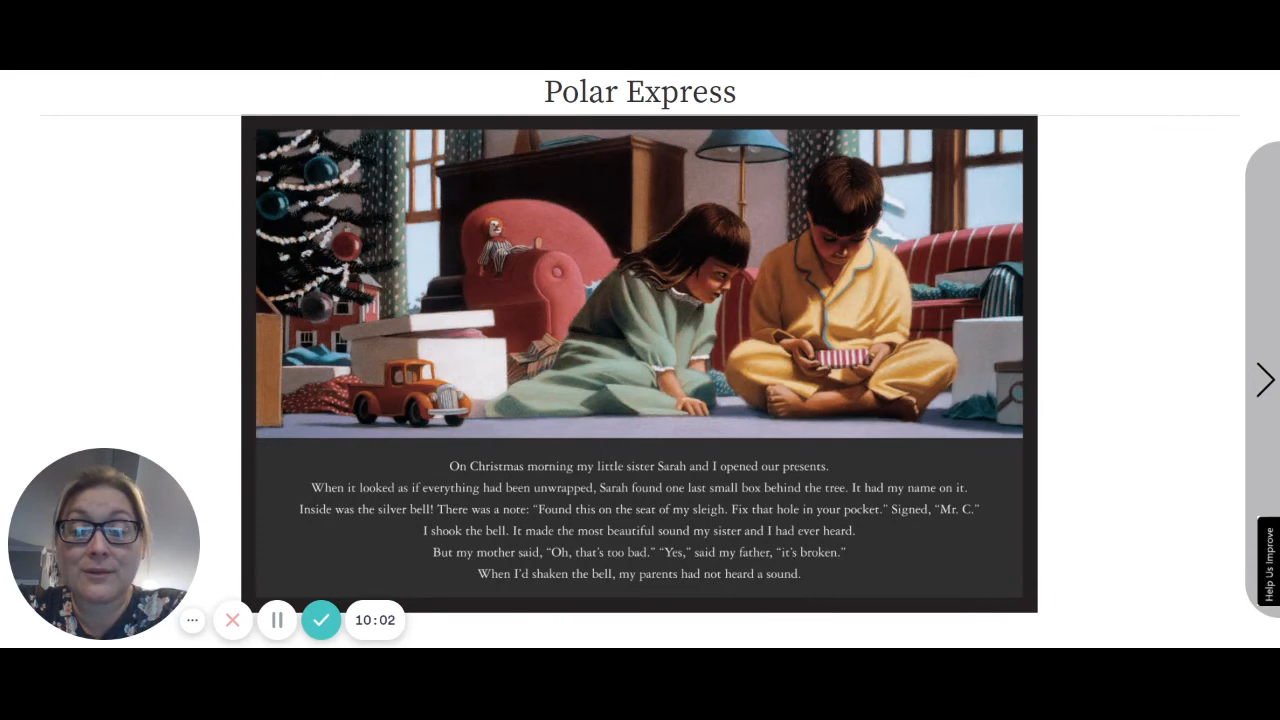 Polar Express
On Christmas morning my little sister Sarah and I opened our presents.
When it looked as if everything had been unwrapped, Sarah found one last small box behind the tree. It had my name on it.
Inside was the silver bell! There was a note: “Found this on the seat of my sleigh. Fix that hole in your pocket.” Signed, “Mr. C.”
I shook the bell. It made the most beautiful sound my sister and I had ever heard.
But my mother said, “Oh, that’s too bad.” “Yes,” said my father, “it’s broken.”
When I’d shaken the bell, my parents had not heard a sound.
10:02
Help Us Improve